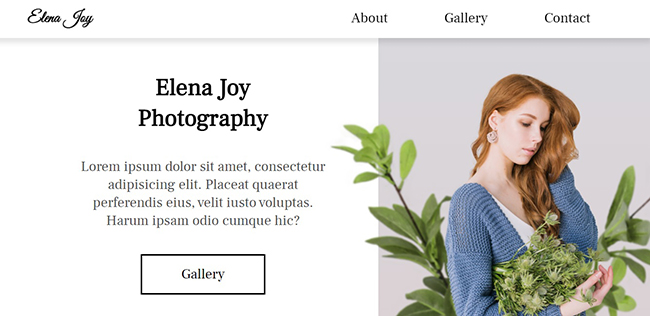 Elena Joy
About Gallery Contact
Elena Joy
Photography
Lorem ipsum dolor sit amet, consectetur
adipisicing elit. Placeat quaerat
perferendis eius, velit iusto voluptas.
Harum ipsam odio cumque hic?
Gallery